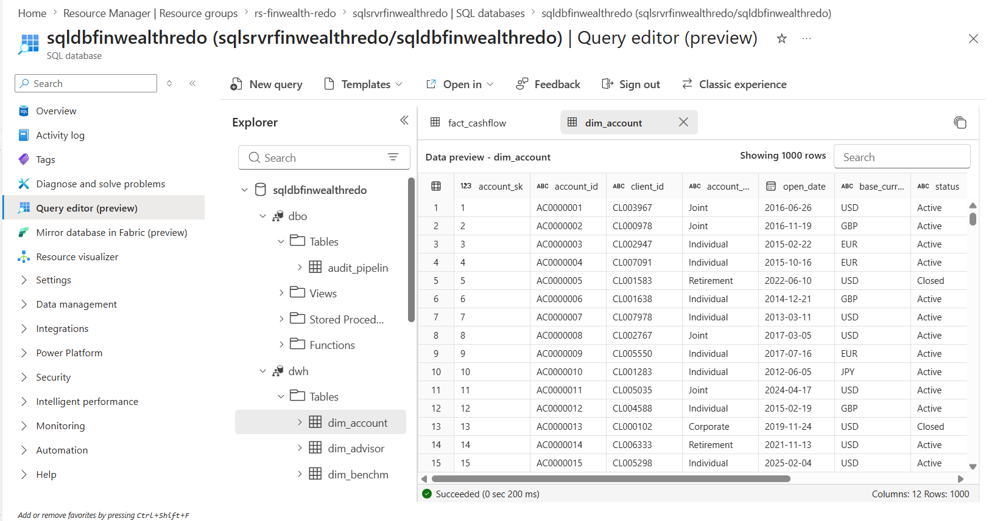 Home > Resource Manager | Resource groups > rs-finwealth-redo > sqlsrvrfinwealthredo | SQL databases > sqldbfinwealthredo (sqlsrvrfinwealthredo/sqldbfinwealthredo)
sqldbfinwealthredo (sqlsrvrfinwealthredo/sqldbfinwealthredo) | Query editor (preview)
SQL database
Search
Overview
Activity log
Tags
Diagnose and solve problems
Query editor (preview)
Mirror database in Fabric (preview)
Resource visualizer
Settings
Data management
Integrations
Power Platform
Security
Intelligent performance
Monitoring
Automation
Help
Add or remove favorites by pressing Ctrl+Shift+F
New query Templates Open in Feedback Sign out Classic experience
Explorer
Search
sqldbfinwealthredo
dbo
Tables
audit_pipelin
Views
Stored Proced...
Functions
dwh
Tables
dim_account
dim_advisor
dim_benchm
fact_cashflow dim_account
Data preview - dim_account Showing 1000 rows Search
123 account_sk ABC account_id ABC client_id ABC account_... open_date ABC base_curr... ABC status
1 1 AC0000001 CL003967 Joint 2016-06-26 USD Active
2 2 AC0000002 CL000978 Joint 2016-11-19 GBP Active
3 3 AC0000003 CL002947 Individual 2015-02-22 EUR Active
4 4 AC0000004 CL007091 Individual 2015-10-16 EUR Active
5 5 AC0000005 CL001583 Retirement 2022-06-10 USD Closed
6 6 AC0000006 CL001638 Individual 2014-12-21 GBP Active
7 7 AC0000007 CL007978 Individual 2013-03-11 USD Active
8 8 AC0000008 CL002767 Joint 2017-03-05 USD Active
9 9 AC0000009 CL005550 Individual 2017-07-16 EUR Active
10 10 AC0000010 CL001283 Individual 2012-06-05 JPY Active
11 11 AC0000011 CL005035 Joint 2024-04-17 USD Active
12 12 AC0000012 CL004588 Individual 2015-02-19 GBP Active
13 13 AC0000013 CL000102 Corporate 2019-11-24 USD Closed
14 14 AC0000014 CL006333 Retirement 2021-11-13 USD Active
15 15 AC0000015 CL005298 Individual 2025-02-04 USD Active
Succeeded (0 sec 200 ms) Columns: 12 Rows: 1000